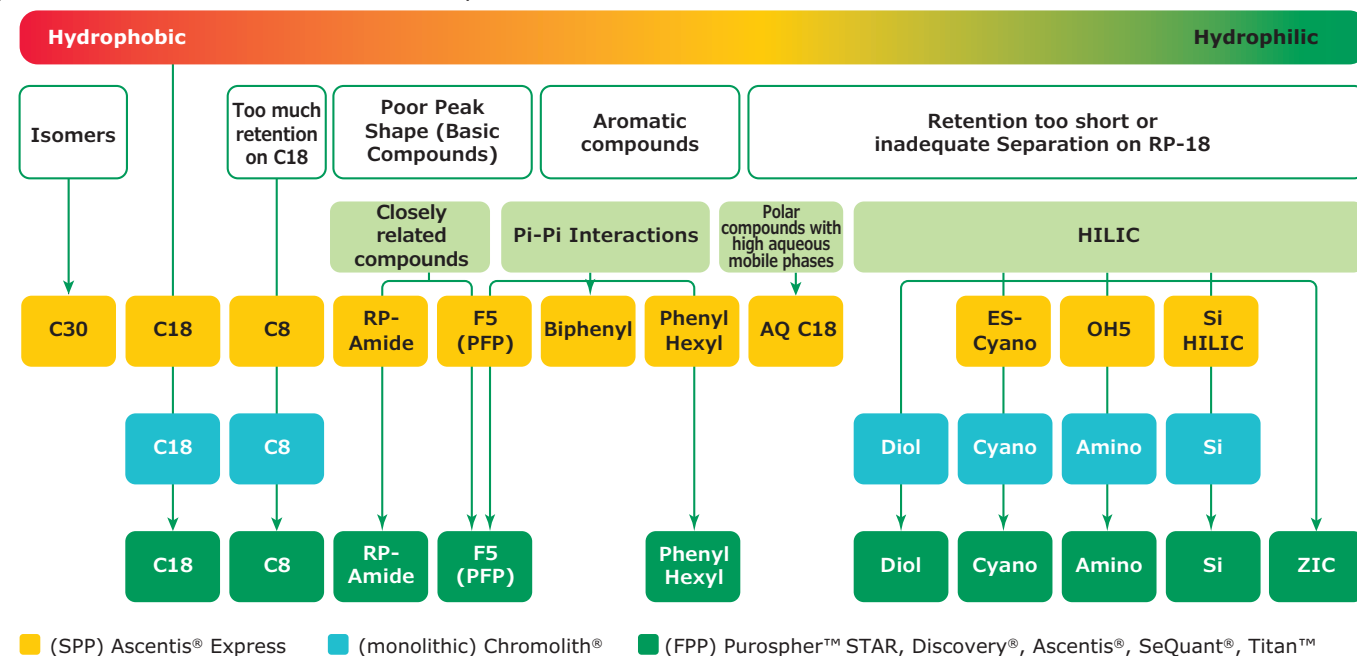 Hydrophobic
Hydrophilic
Isomers
Too much
retention
on C18
Poor Peak
Shape (Basic
Compounds)
Aromatic
compounds
Retention too short or
inadequate Separation on RP-18
Closely
related
compounds
Pi-Pi Interactions
Polar
compounds with
high aqueous
mobile phases
HILIC
C30
C18
C8
RP-
Amide
F5
(PFP)
Biphenyl
Phenyl
Hexyl
AQ C18
ES-
Cyano
OH5
Si
HILIC
C18
C8
Diol
Cyano
Amino
Si
C18
C8
RP-
Amide
F5
(PFP)
Phenyl
Hexyl
Diol
Cyano
Amino
Si
ZIC
(SPP) Ascentis® Express
(monolithic) Chromolith®
(FPP) Purospher™ STAR, Discovery®, Ascentis®, SeQuant®, Titan™